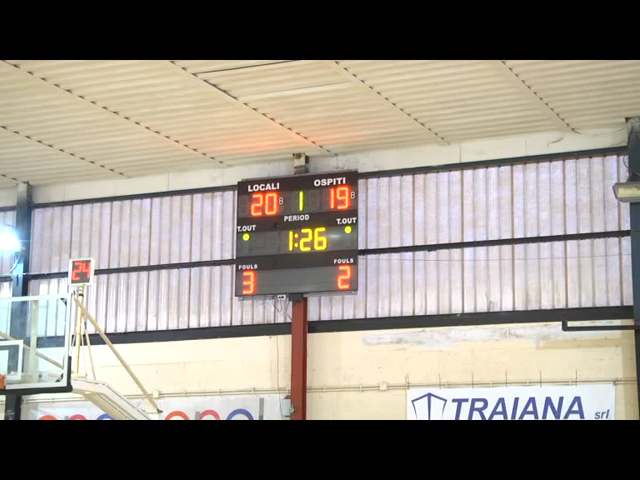 LOCALI OSPITI
20 B 1 19 B
PERIOD
T.OUT T.OUT
1:26
FOULS FOULS
3 2
24
TRAIANA srl